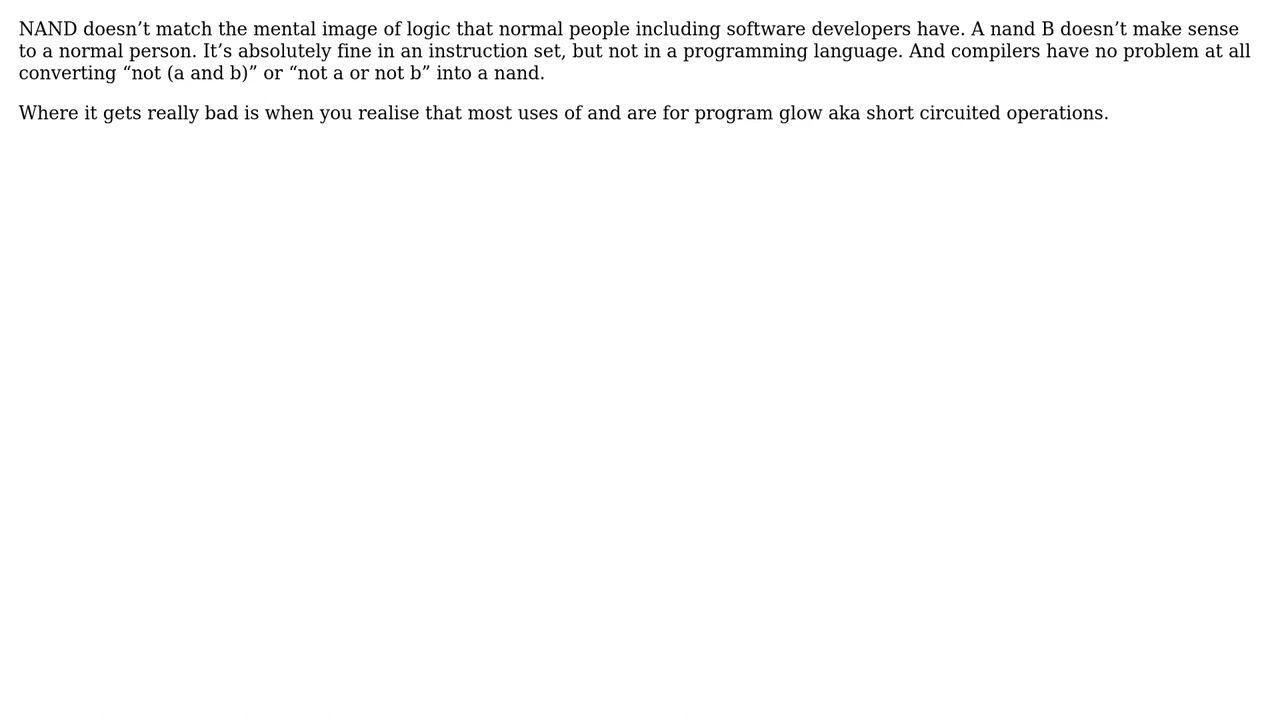 NAND doesn’t match the mental image of logic that normal people including software developers have. A nand B doesn’t make sense
to a normal person. It’s absolutely fine in an instruction set, but not in a programming language. And compilers have no problem at all
converting “not (a and b)” or “not a or not b” into a nand.
Where it gets really bad is when you realise that most uses of and are for program glow aka short circuited operations.